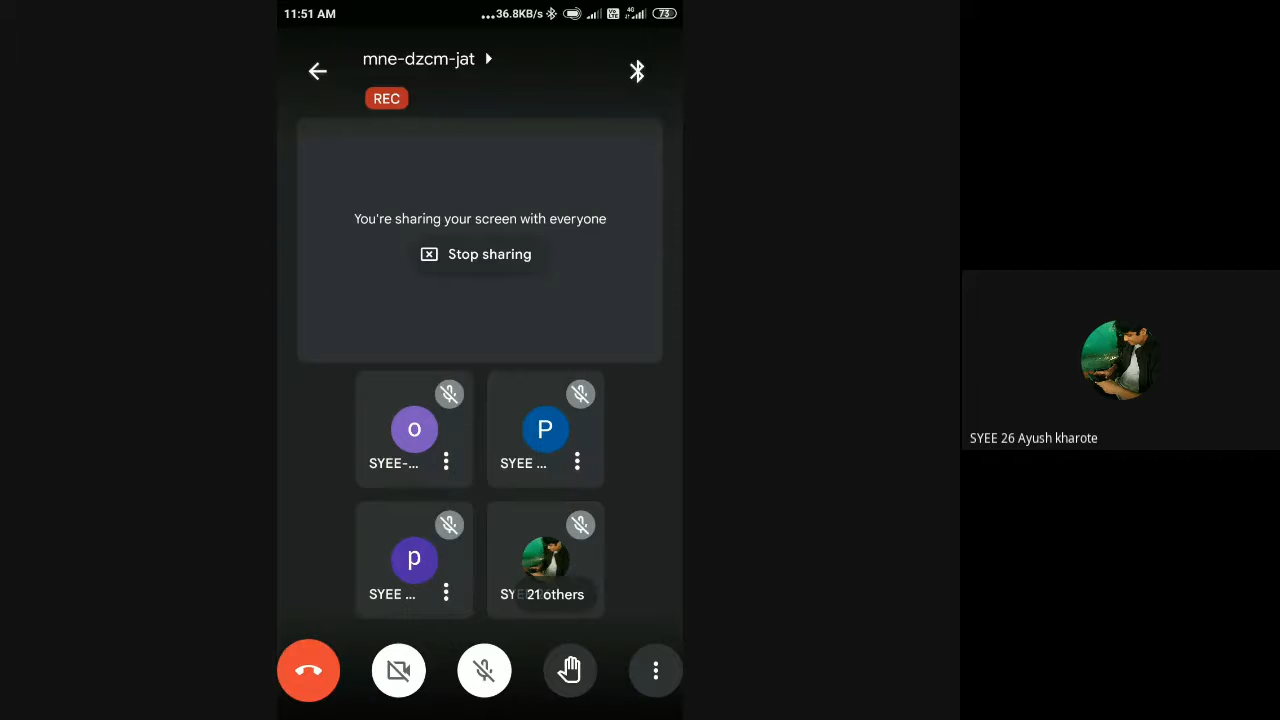 11:51 AM
...36.8KB/s 4G 73
mne-dzcm-jat
REC
You're sharing your screen with everyone
Stop sharing
o
P
SYEE-...
SYEE ...
p
SYEE ...
SY
21 others
SYEE 26 Ayush kharote